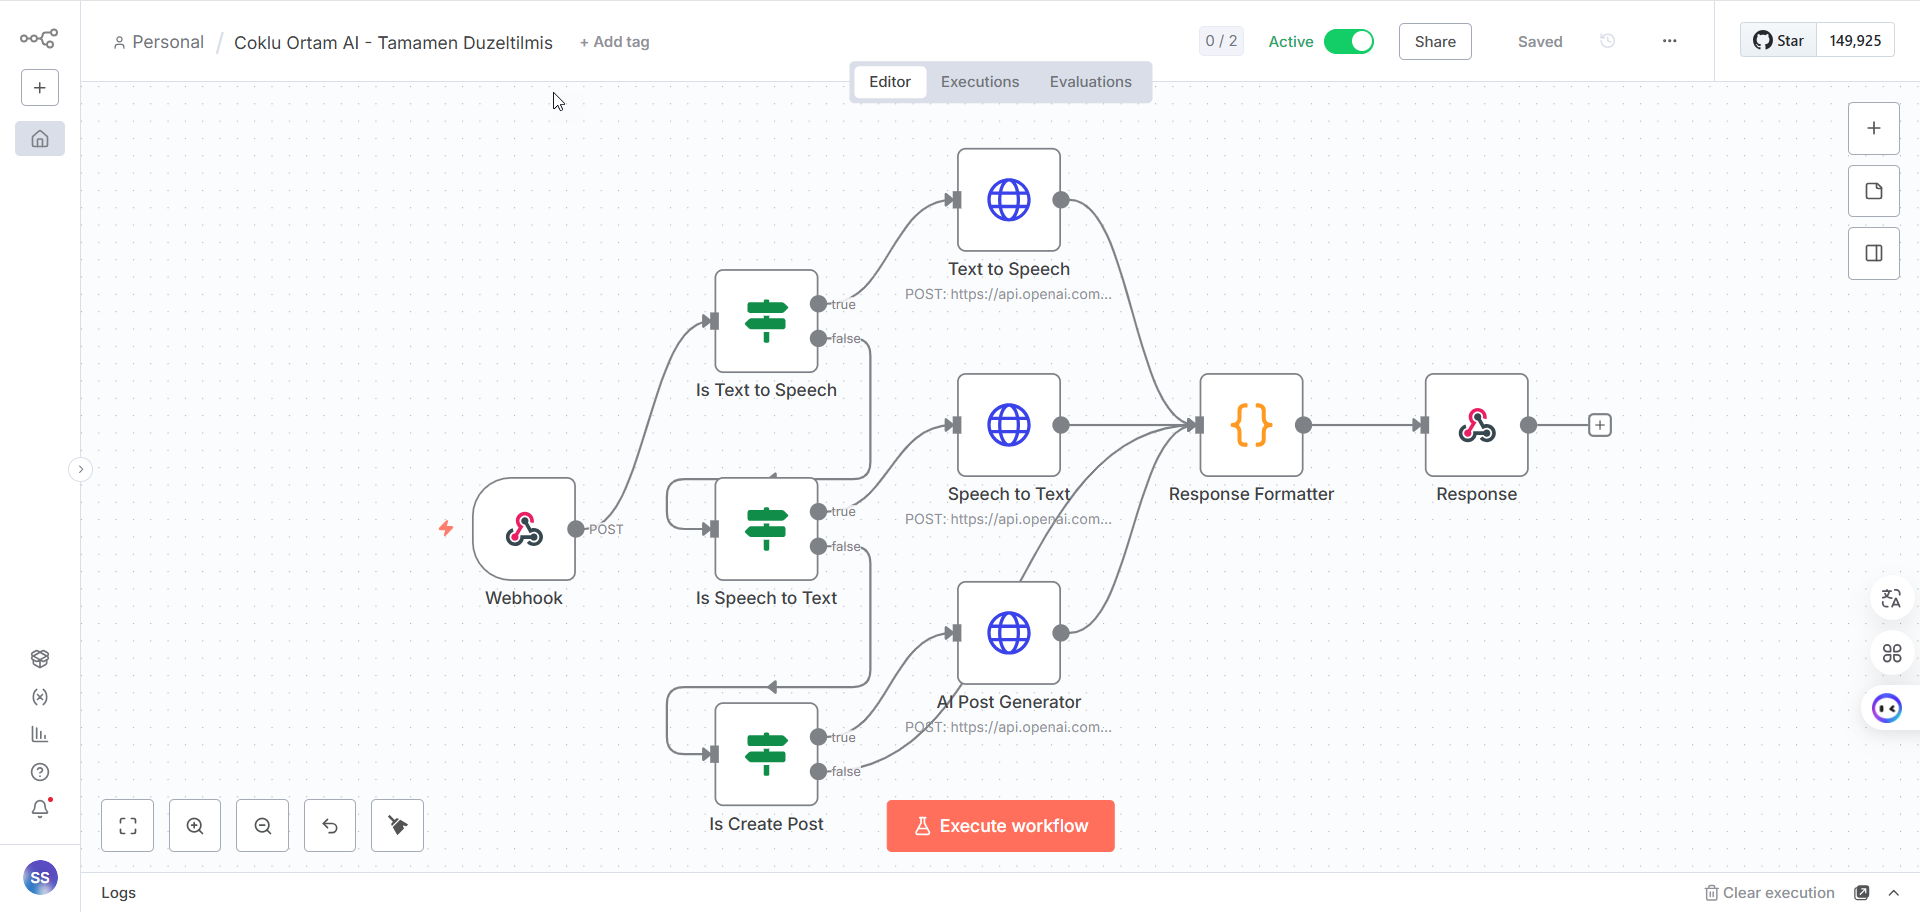 Personal / Coklu Ortam AI - Tamamen Duzeltilmis + Add tag
0 / 2 Active Share Saved Star 149,925
Editor Executions Evaluations
Text to Speech
POST: https://api.openai.com...
true
false
Is Text to Speech
Speech to Text
POST: https://api.openai.com...
Response Formatter
Response
POST
Webhook
true
false
Is Speech to Text
AI Post Generator
POST: https://api.openai.com...
true
false
Is Create Post
Execute workflow
SS
Logs
Clear execution